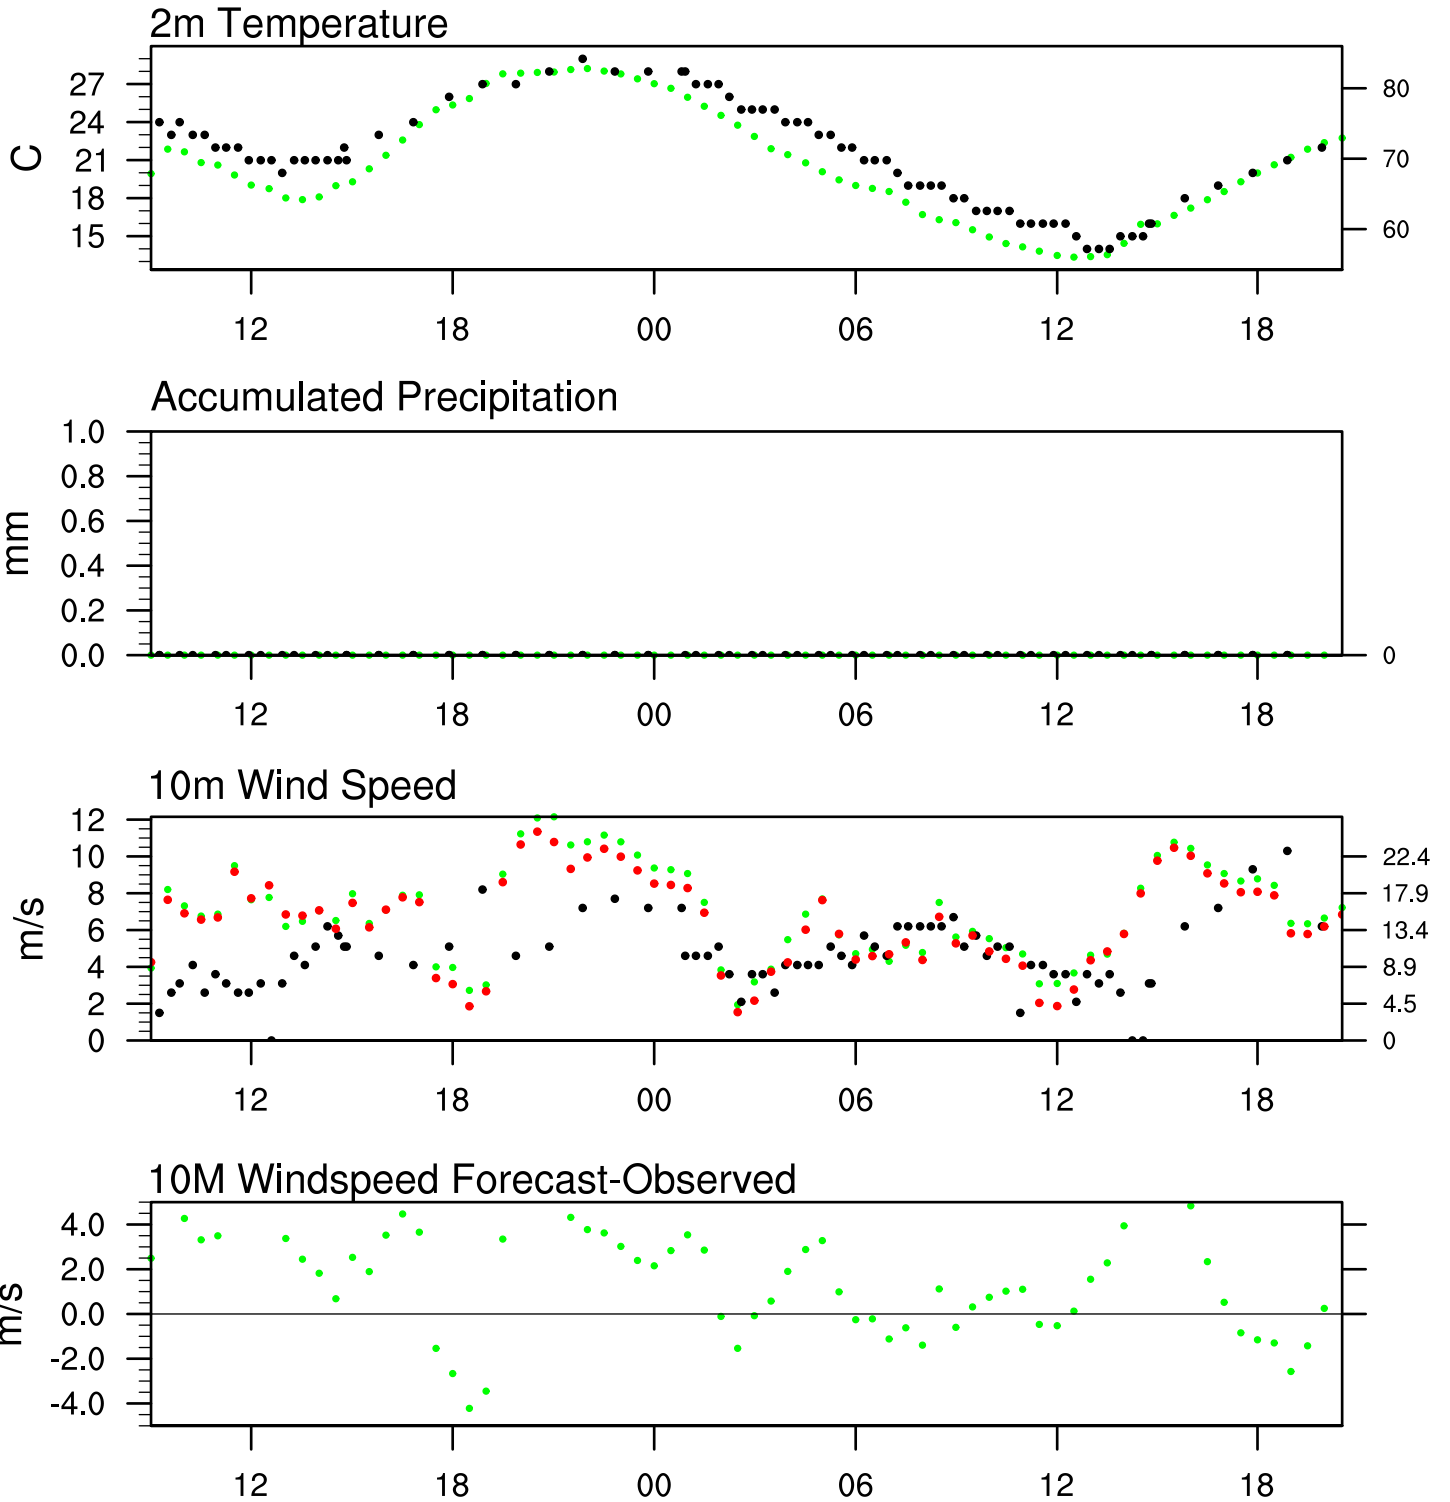 2m Temperature
27
24
21
18
15
C
80
70
60
12 18 00 06 12 18
Accumulated Precipitation
1.0
0.8
0.6
0.4
0.2
0.0
mm
0
12 18 00 06 12 18
10m Wind Speed
12
10
8
6
4
2
0
m/s
22.4
17.9
13.4
8.9
4.5
0
12 18 00 06 12 18
10M Windspeed Forecast-Observed
4.0
2.0
0.0
-2.0
-4.0
m/s
12 18 00 06 12 18